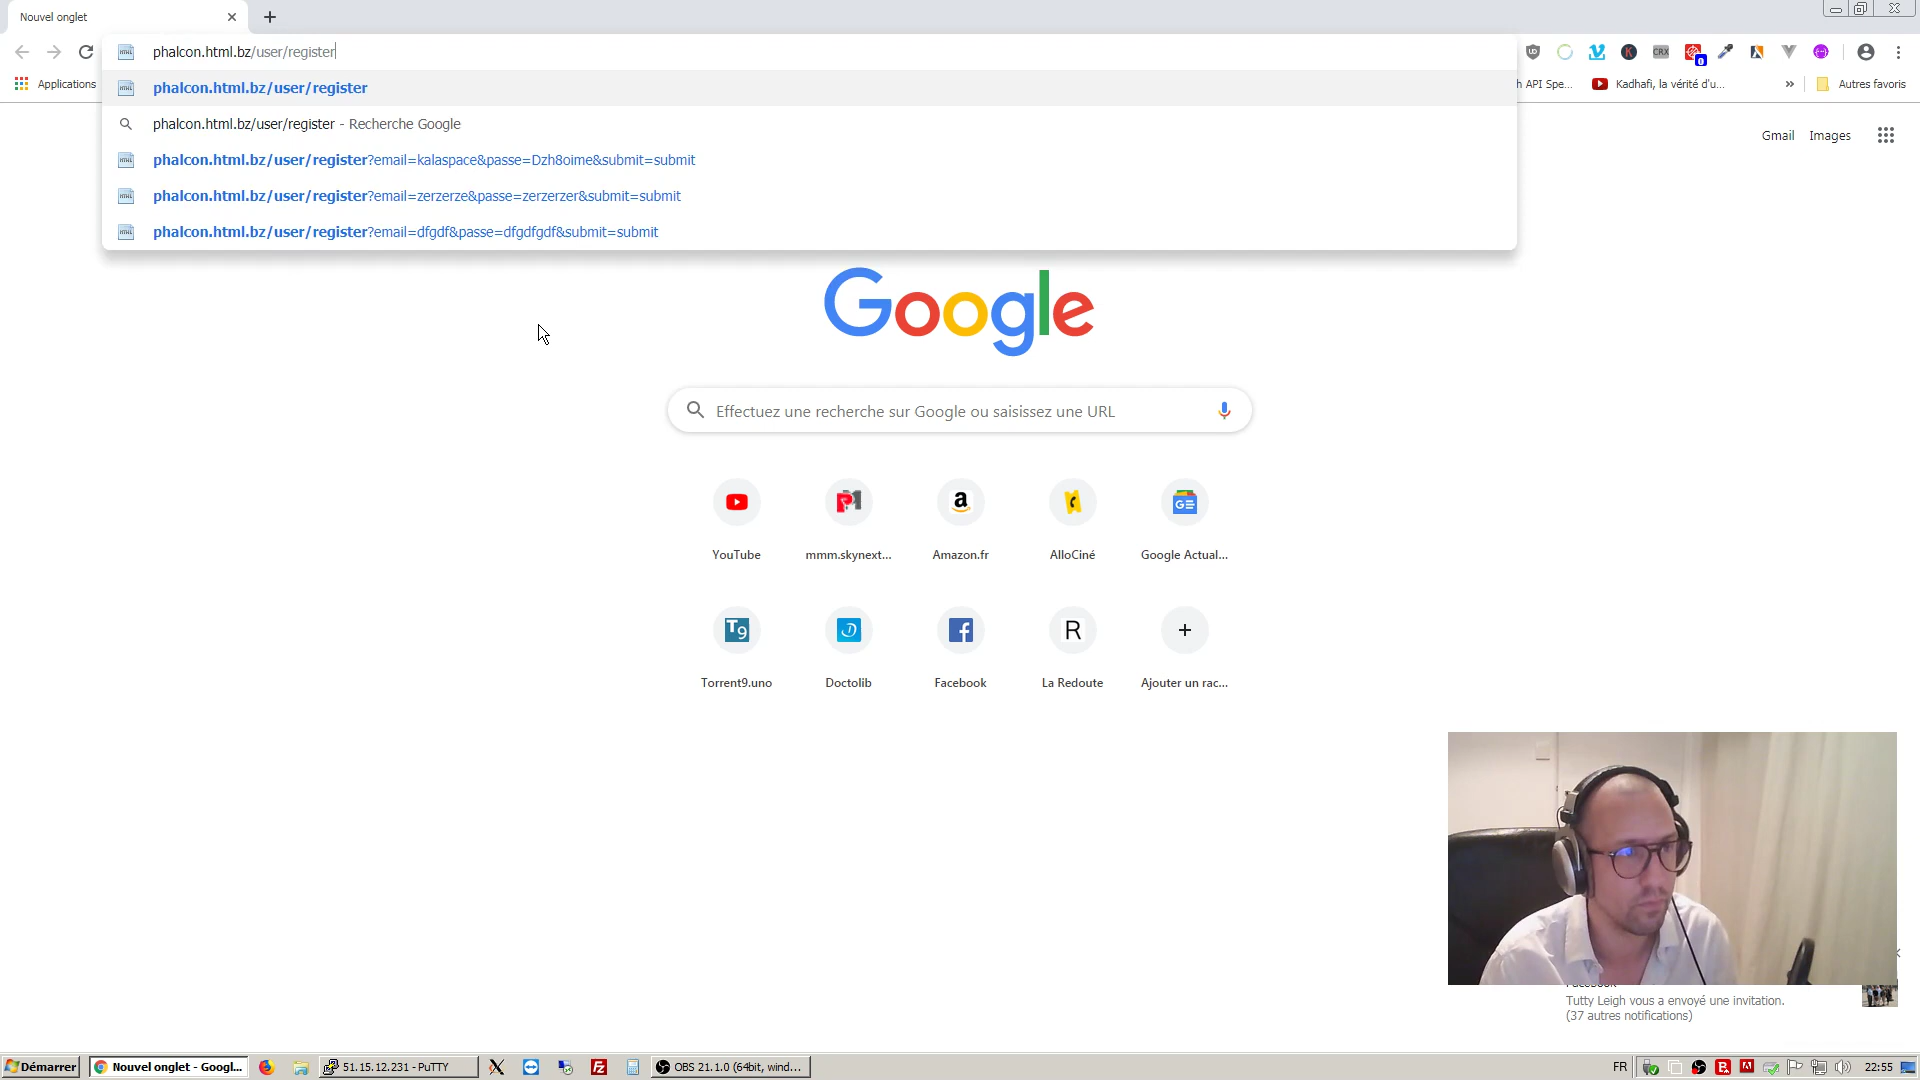 Nouvel onglet
phalcon.html.bz/user/register
phalcon.html.bz/user/register
phalcon.html.bz/user/register - Recherche Google
phalcon.html.bz/user/register?email=kalaspace&passe=Dzh8oime&submit=submit
phalcon.html.bz/user/register?email=zerzerze&passe=zerzerzer&submit=submit
phalcon.html.bz/user/register?email=dfgdf&passe=dfgdfgdf&submit=submit
CRX
0
Applications
h API Spe...
Kadhafi, la vérité d'u...
»
Autres favoris
Gmail
Images
Google
Effectuez une recherche sur Google ou saisissez une URL
YouTube
mmm.skynext...
Amazon.fr
AlloCiné
Google Actual...
Torrent9.uno
Doctolib
Facebook
La Redoute
Ajouter un rac...
Facebook
Tutty Leigh vous a envoyé une invitation.
(37 autres notifications)
Démarrer
Nouvel onglet - Googl...
51.15.12.231 - PuTTY
OBS 21.1.0 (64bit, wind...
FR
22:55